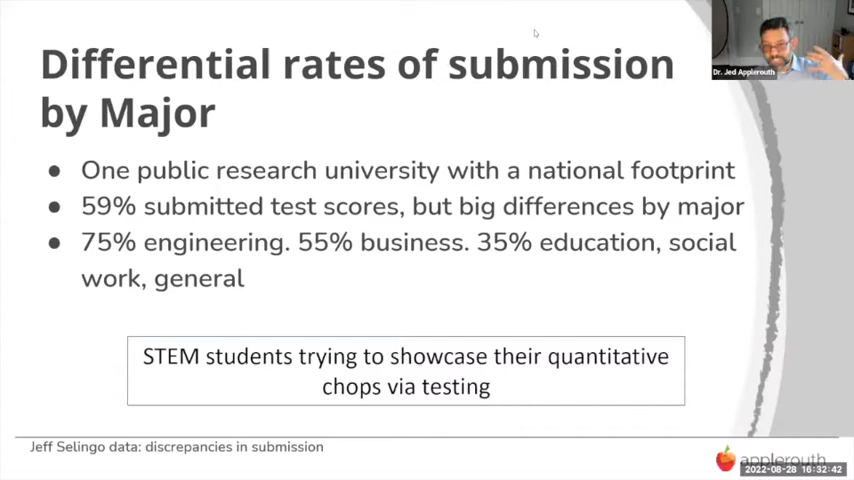 Differential rates of submission
by Major
Dr. Jed Applerouth
● One public research university with a national footprint
● 59% submitted test scores, but big differences by major
● 75% engineering. 55% business. 35% education, social
work, general
STEM students trying to showcase their quantitative
chops via testing
Jeff Selingo data: discrepancies in submission
applerouth
2022-08-28 16:32:42